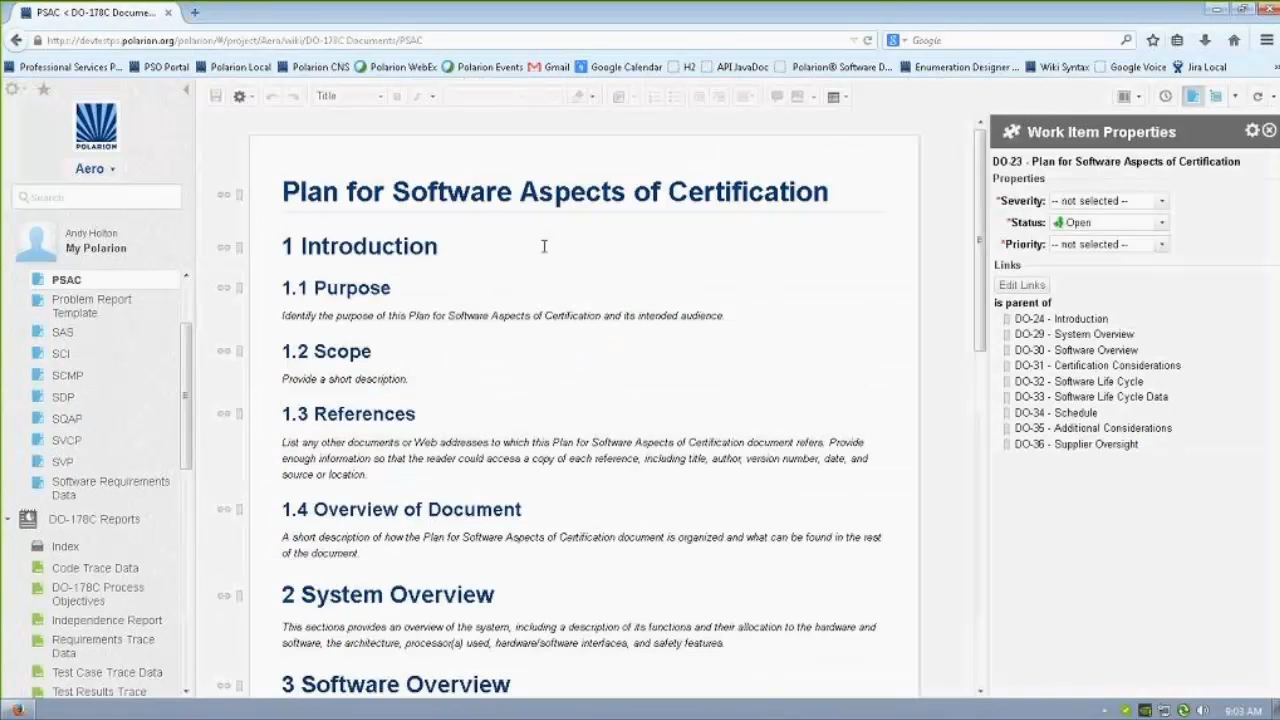 PSAC < DO-178C Docume...
https://devtestps.polarion.org/polarion/#/project/Aero/wiki/DO-178C Documents/PSAC
Google
Professional Services P...
PSO Portal
Polarion Local
Polarion CNS
Polarion WebEx
Polarion Events
Gmail
Google Calendar
H2
API JavaDoc
Polarion® Software D...
Enumeration Designer ...
Wiki Syntax
Google Voice
Jira Local
Title
POLARION
Aero
Search
Andy Holton
My Polarion
PSAC
Problem Report
Template
SAS
SCI
SCMP
SDP
SQAP
SVCP
SVP
Software Requirements
Data
DO-178C Reports
Index
Code Trace Data
DO-178C Process
Objectives
Independence Report
Requirements Trace
Data
Test Case Trace Data
Test Results Trace
Plan for Software Aspects of Certification
1 Introduction
1.1 Purpose
Identify the purpose of this Plan for Software Aspects of Certification and its intended audience.
1.2 Scope
Provide a short description.
1.3 References
List any other documents or Web addresses to which this Plan for Software Aspects of Certification document refers. Provide
enough information so that the reader could access a copy of each reference, including title, author, version number, date, and
source or location.
1.4 Overview of Document
A short description of how the Plan for Software Aspects of Certification document is organized and what can be found in the rest
of the document.
2 System Overview
This sections provides an overview of the system, including a description of its functions and their allocation to the hardware and
software, the architecture, processor(s) used, hardware/software interfaces, and safety features.
3 Software Overview
Work Item Properties
DO-23 - Plan for Software Aspects of Certification
Properties
*Severity: -- not selected --
*Status: Open
*Priority: -- not selected --
Links
Edit Links
is parent of
DO-24 - Introduction
DO-29 - System Overview
DO-30 - Software Overview
DO-31 - Certification Considerations
DO-32 - Software Life Cycle
DO-33 - Software Life Cycle Data
DO-34 - Schedule
DO-35 - Additional Considerations
DO-36 - Supplier Oversight
9:03 AM